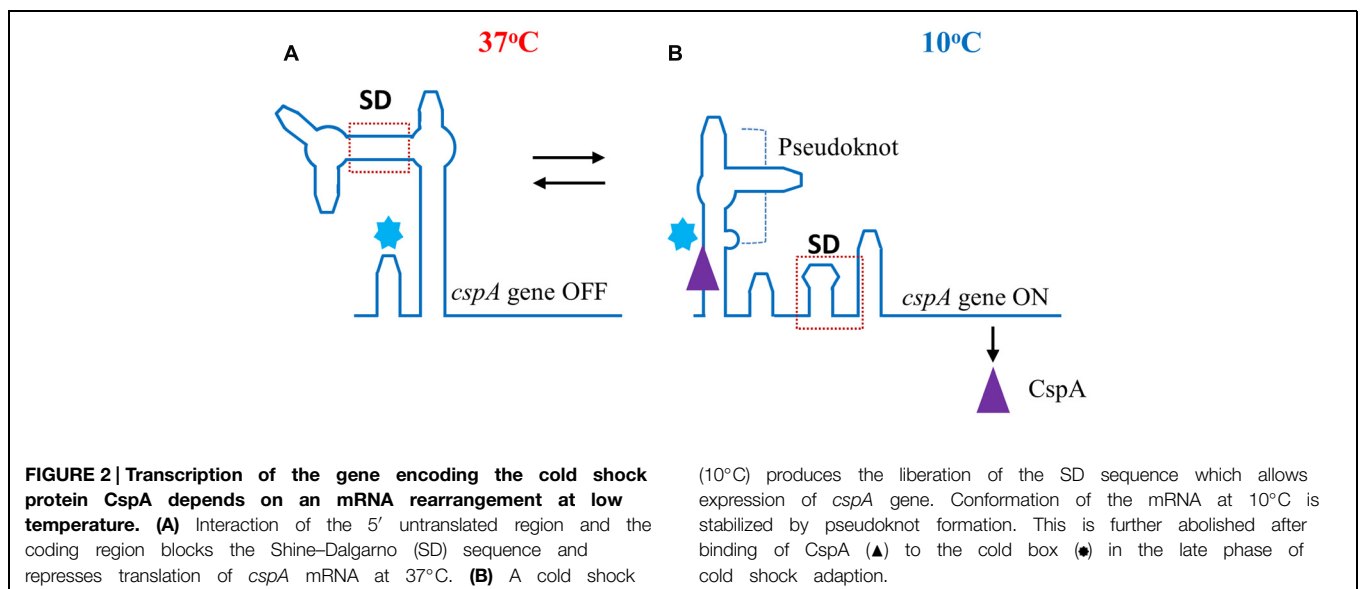 A
37°C
SD
cspA gene OFF
B
10°C
Pseudoknot
SD
cspA gene ON
CspA
FIGURE 2 | Transcription of the gene encoding the cold shock
protein CspA depends on an mRNA rearrangement at low
temperature. (A) Interaction of the 5′ untranslated region and the
coding region blocks the Shine–Dalgarno (SD) sequence and
represses translation of cspA mRNA at 37°C. (B) A cold shock
(10°C) produces the liberation of the SD sequence which allows
expression of cspA gene. Conformation of the mRNA at 10°C is
stabilized by pseudoknot formation. This is further abolished after
binding of CspA (▲) to the cold box (✸) in the late phase of
cold shock adaption.